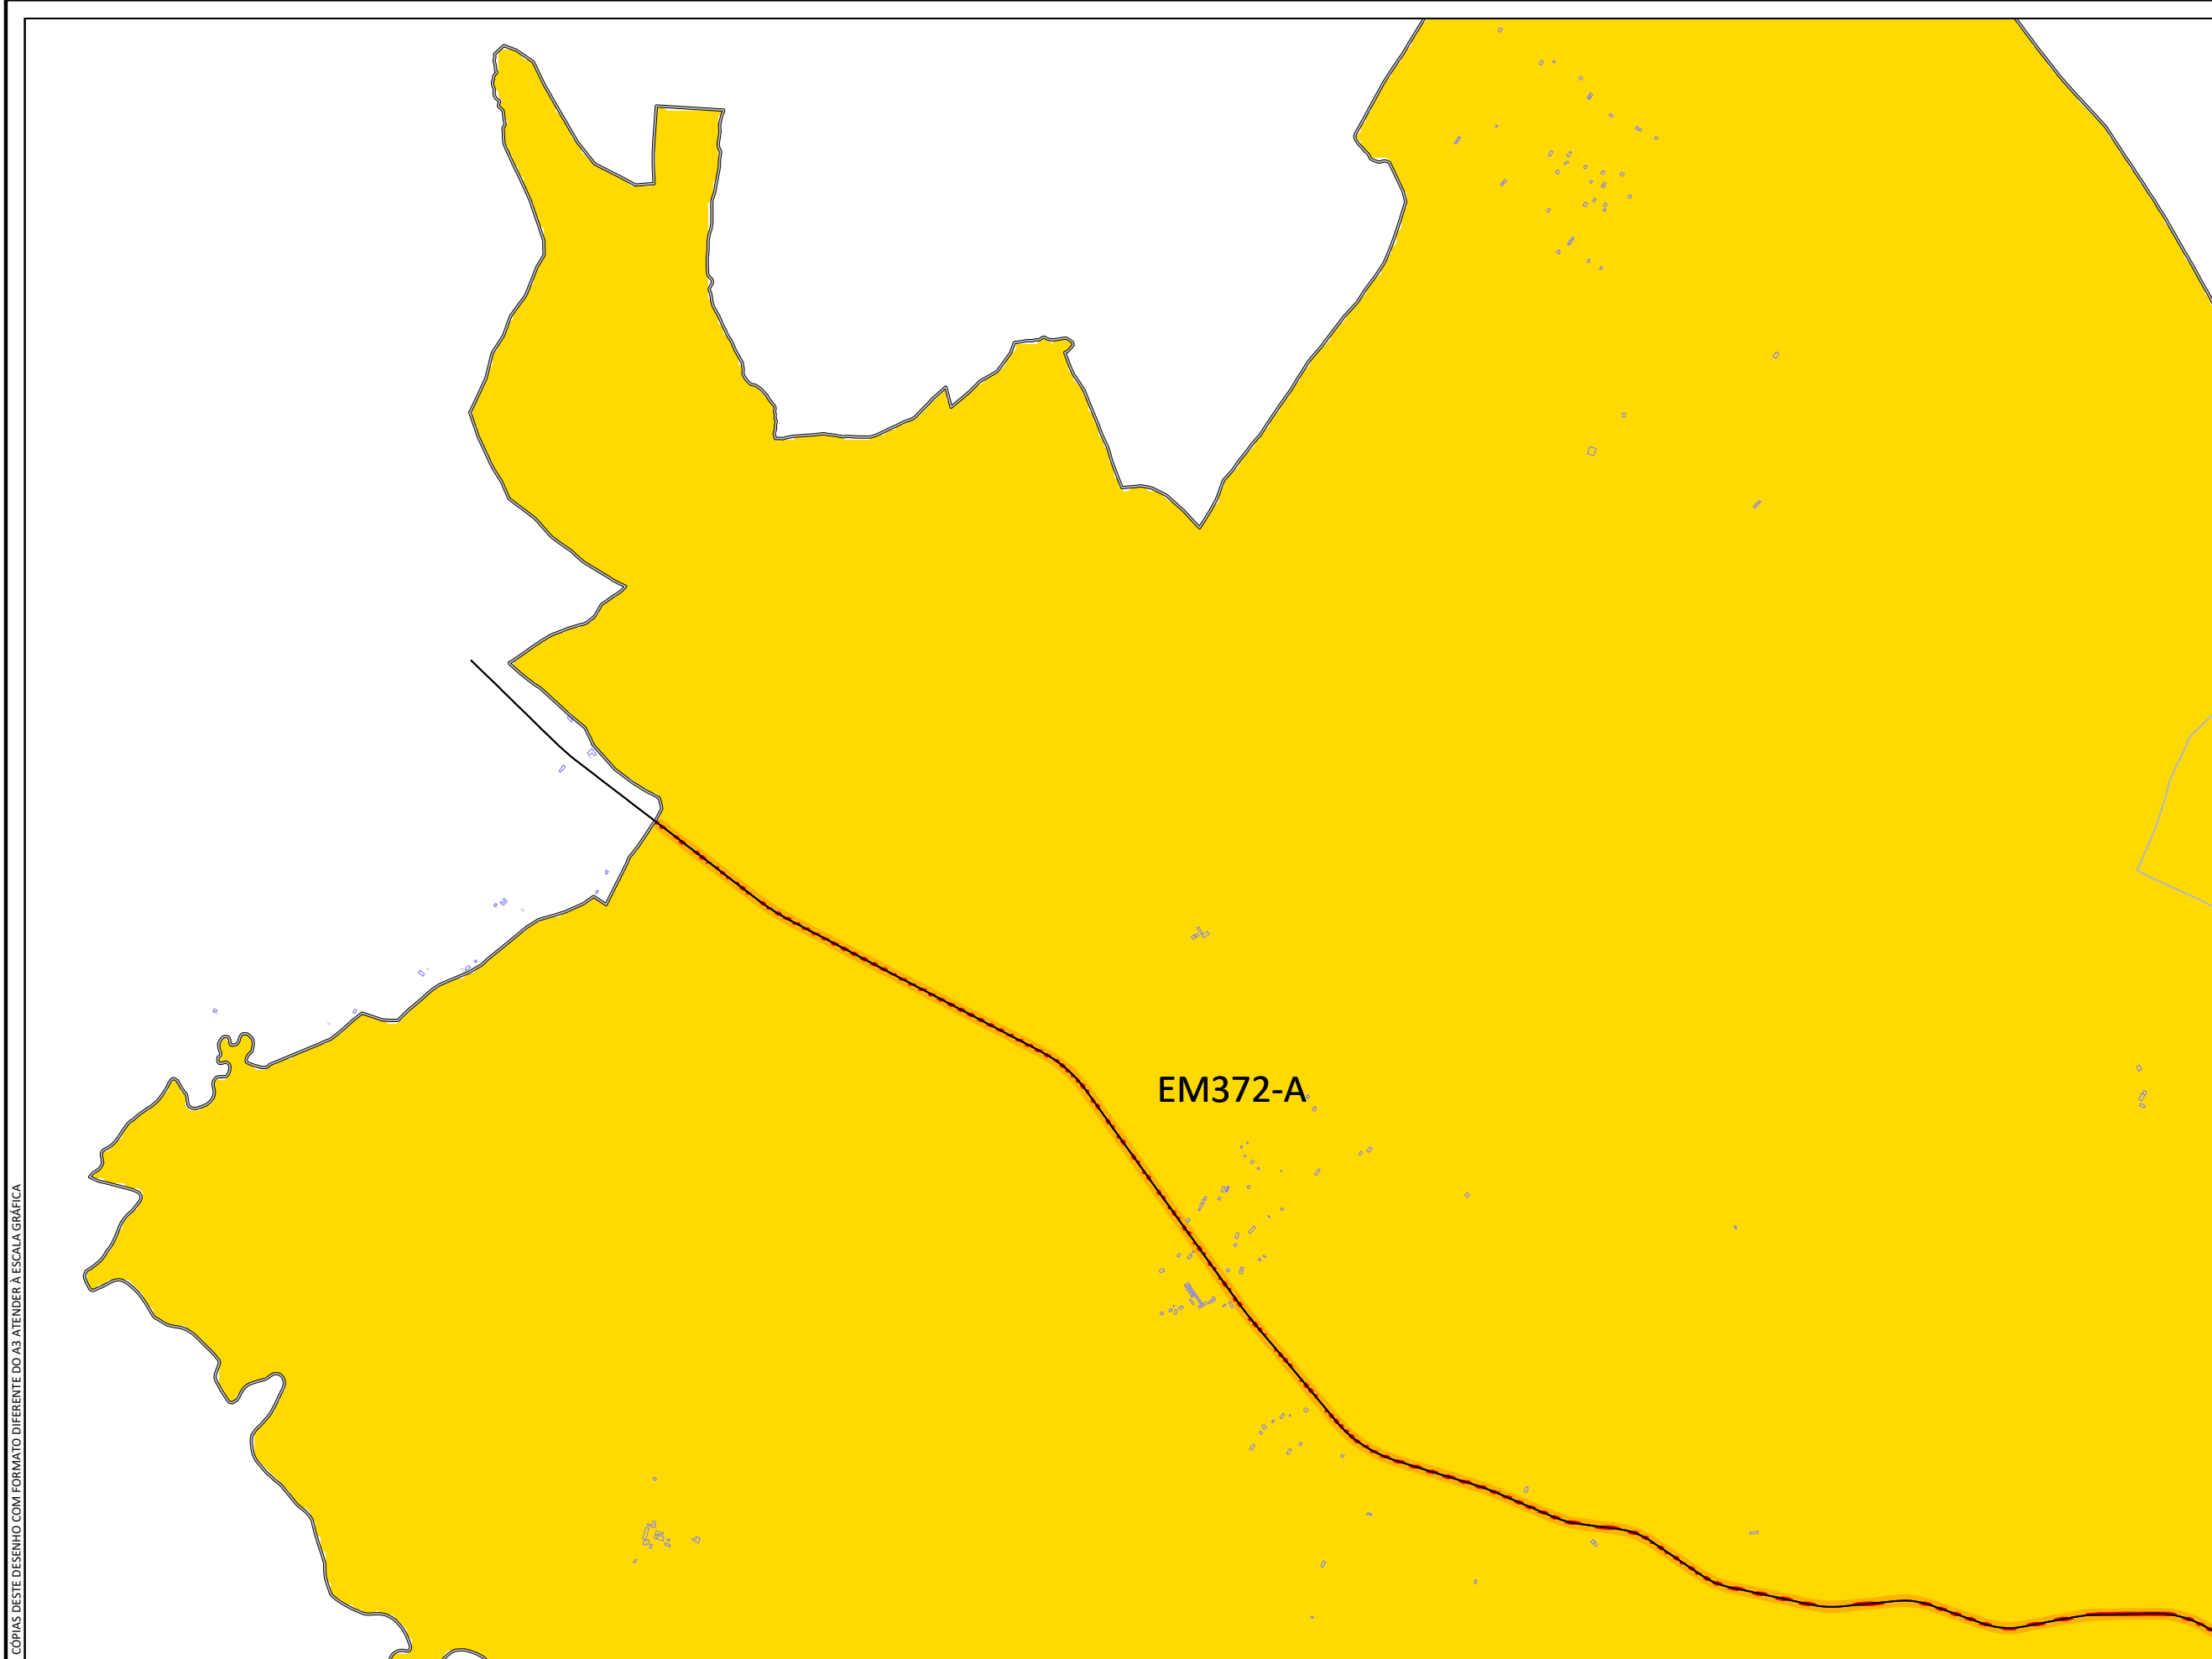 EM372-A
CÓPIAS DESTE DESENHO COM FORMATO DIFERENTE DO A3 ATENDER À ESCALA GRÁFICA